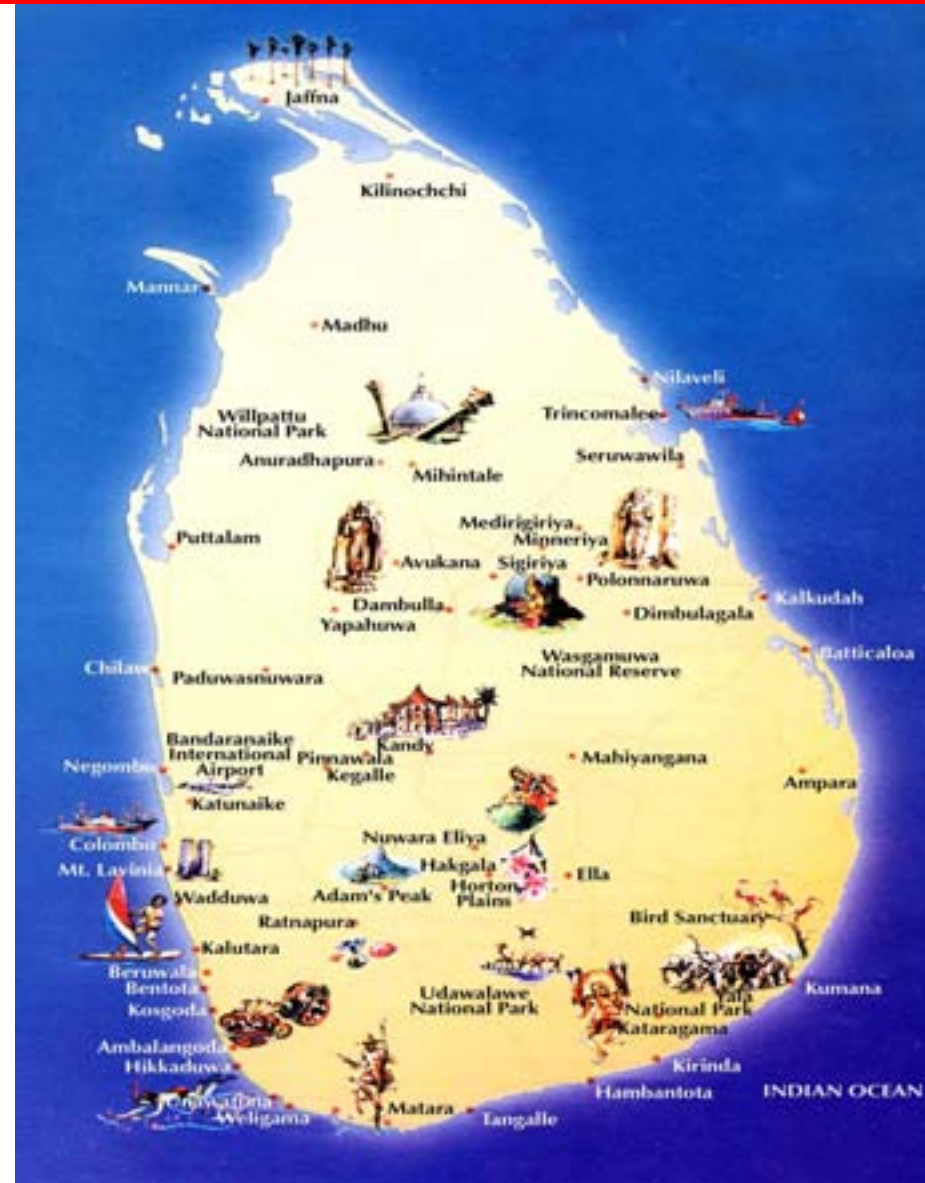 Jaffna
Kilinochchi
Mannar
Madhu
Nilaveli
Willpattu
National Park
Trincomalee
Anuradhapura
Mihintale
Seruwawila
Puttalam
Medirigiriya
Minneriya
Avukana
Sigiriya
Polonnaruwa
Dambulla
Yapahuwa
Dimbulagala
Kalkudah
Batticaloa
Chilaw
Paduwasnuwara
Wasgamuwa
National Reserve
Bandaranaike
International
Airport
Negombo
Katunaike
Pinnawala
Kegalle
Kandy
Mahiyangana
Ampara
Colombo
Mt. Lavinia
Wadduwa
Nuwara Eliya
Hakgala
Horton
Plains
Ella
Adam's Peak
Ratnapura
Bird Sanctuary
Kalutara
Beruwala
Bentota
Kosgoda
Udawalawe
National Park
Yala
National Park
Kataragama
Kumana
Ambalangoda
Hikkaduwa
Unawatuna
Weligama
Matara
Tangalle
Kirinda
Hambantota
INDIAN OCEAN